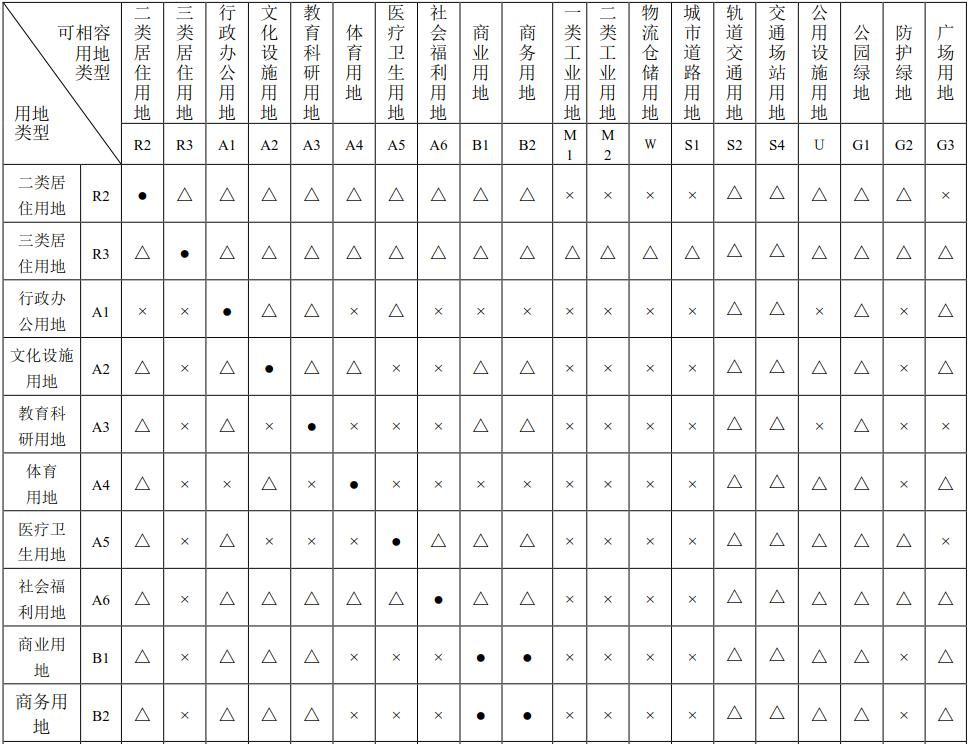 可相容
用地
类型
用地
类型
二类居住用地 三类居住用地 行政办公用地 文化设施用地 教育科研用地 体育用地 医疗卫生用地 社会福利用地 商业用地 商务用地 一类工业用地 二类工业用地 物流仓储用地 城市道路用地 轨道交通用地 交通场站用地 公用设施用地 公园绿地 防护绿地 广场用地
R2 R3 A1 A2 A3 A4 A5 A6 B1 B2 M1 M2 W S1 S2 S4 U G1 G2 G3
二类居住用地 R2 ● △ △ △ △ △ △ △ △ △ × × × × △ △ △ △ △ ×
三类居住用地 R3 △ ● △ △ △ △ △ △ △ △ △ △ △ △ △ △ △ △ △ △
行政办公用地 A1 × × ● △ △ × △ × × × × × × × △ △ × △ × △
文化设施用地 A2 △ × △ ● △ △ × × △ △ × × × × △ △ △ △ × △
教育科研用地 A3 △ × △ × ● × × × △ △ × × × × △ △ × △ × ×
体育用地 A4 △ × × △ × ● × × × × × × × × △ △ △ △ × △
医疗卫生用地 A5 △ × △ × × × ● △ △ △ × × × × △ △ △ △ △ ×
社会福利用地 A6 △ × △ △ △ △ △ ● △ △ × × × × △ △ △ △ △ △
商业用地 B1 △ × △ △ △ × × × ● ● × × × × △ △ △ △ × △
商务用地 B2 △ × △ △ △ × × × ● ● × × × × △ △ △ △ × △